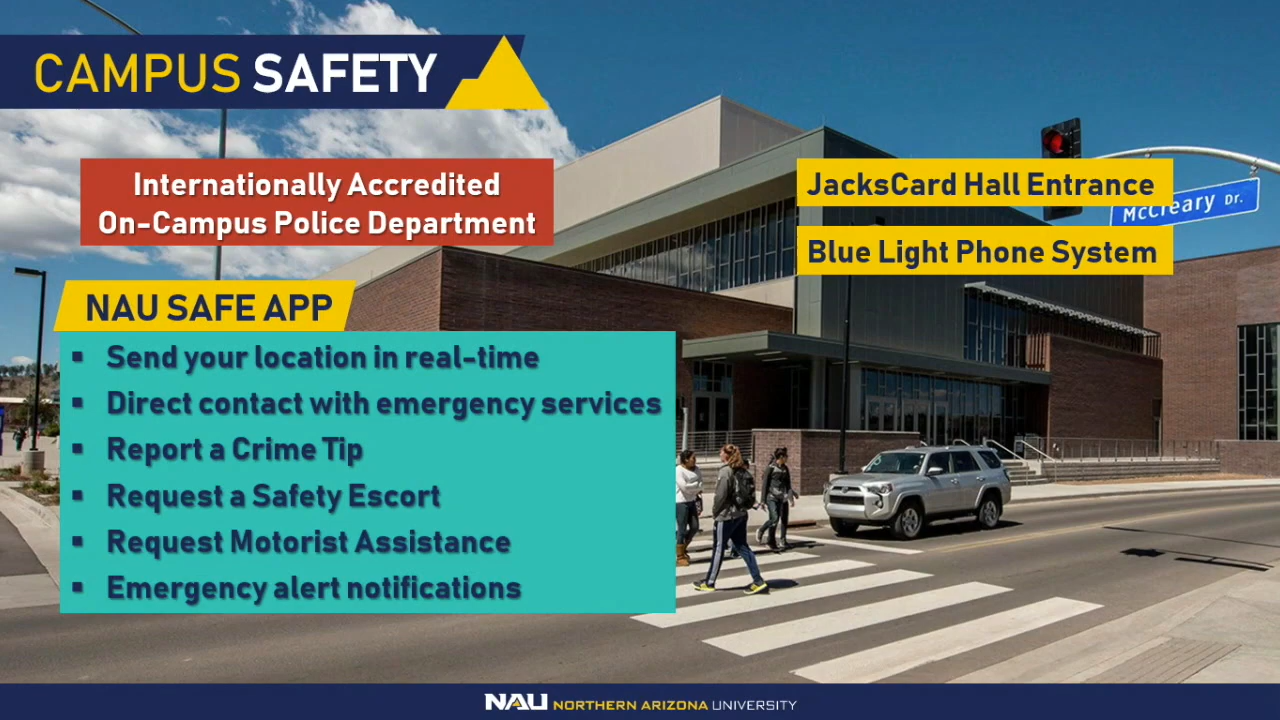 CAMPUS SAFETY
Internationally Accredited
On-Campus Police Department
JacksCard Hall Entrance
Blue Light Phone System
McCreary Dr.
NAU SAFE APP
▪ Send your location in real-time
▪ Direct contact with emergency services
▪ Report a Crime Tip
▪ Request a Safety Escort
▪ Request Motorist Assistance
▪ Emergency alert notifications
NAU NORTHERN ARIZONA UNIVERSITY